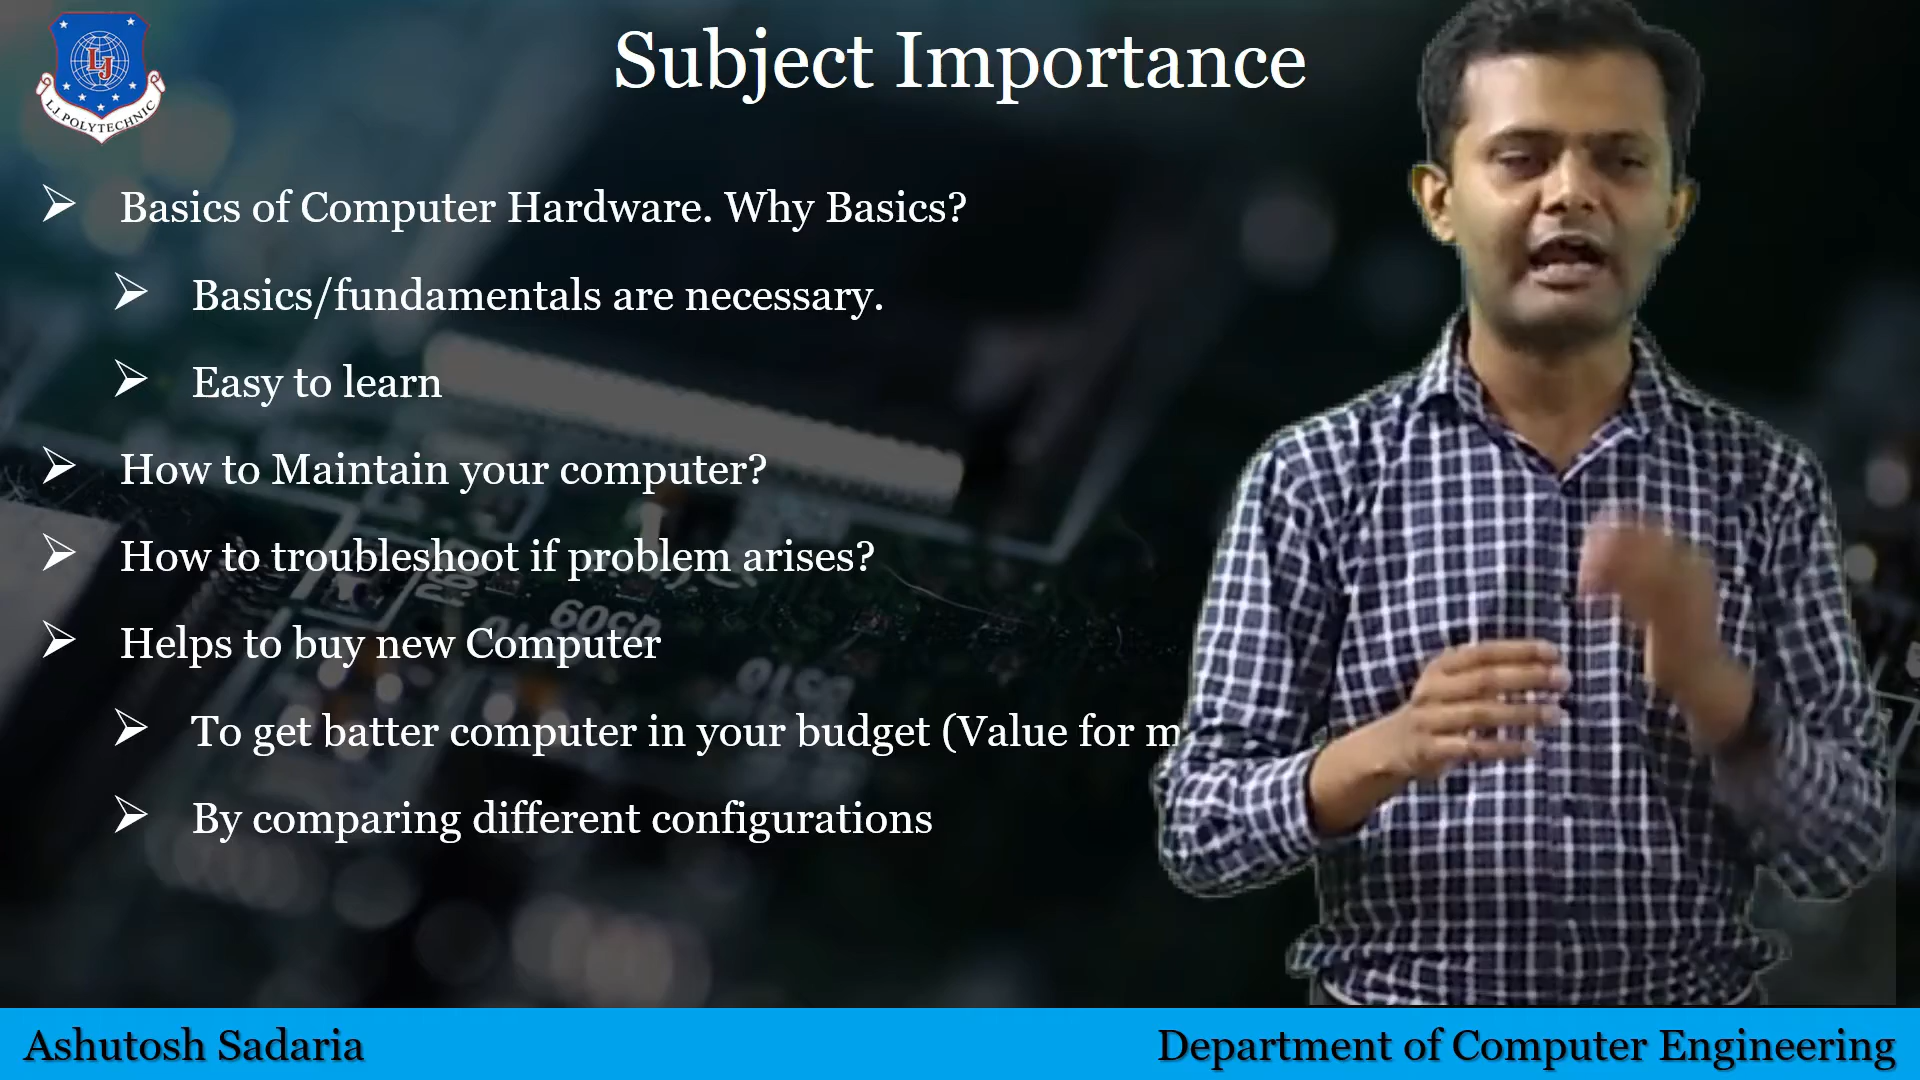 LJ
L.J. POLYTECHNIC
Subject Importance
Basics of Computer Hardware. Why Basics?
Basics/fundamentals are necessary.
Easy to learn
How to Maintain your computer?
How to troubleshoot if problem arises?
Helps to buy new Computer
To get batter computer in your budget (Value for m
By comparing different configurations
Ashutosh Sadaria
Department of Computer Engineering